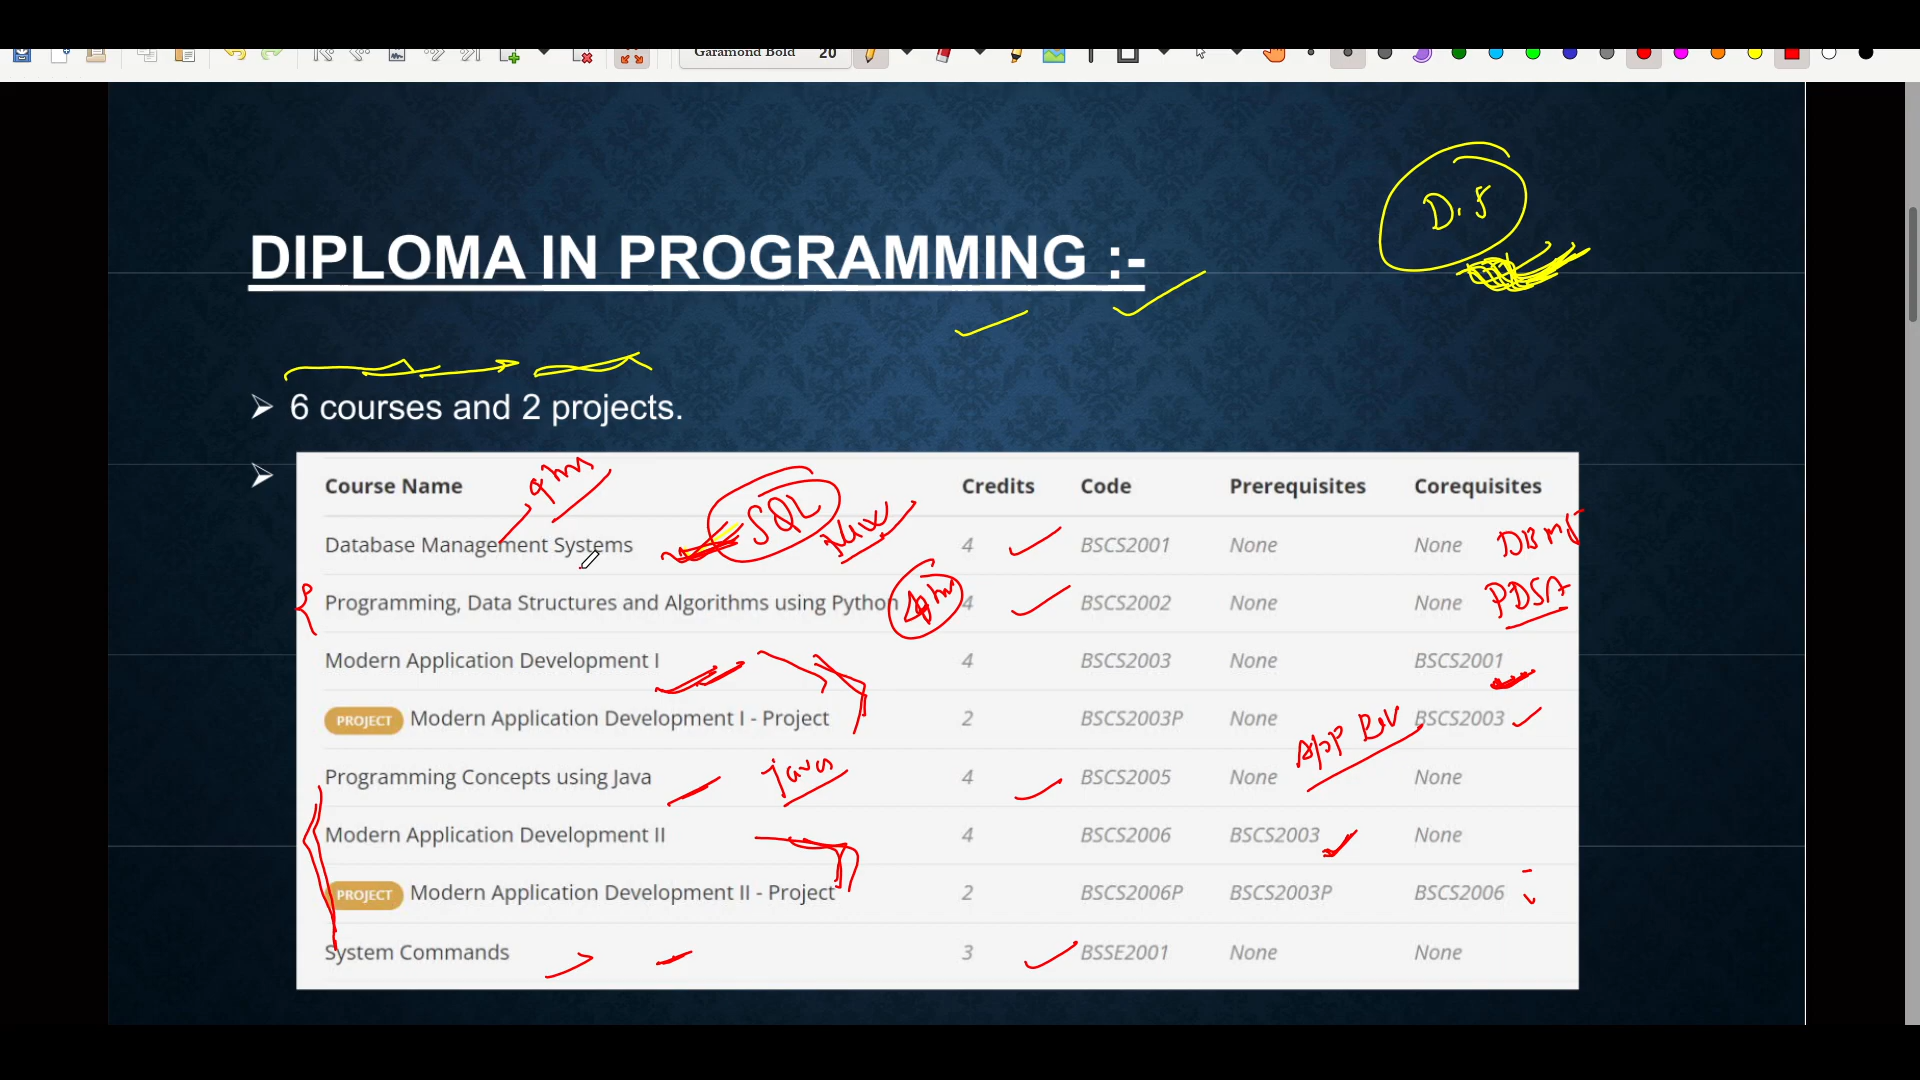 Garamond Bold 20
D.S
DIPLOMA IN PROGRAMMING :-
➢ 6 courses and 2 projects.
Course Name Credits Code Prerequisites Corequisites
SQL
Database Management Systems 4 BSCS2001 None None DBMS
Programming, Data Structures and Algorithms using Python 4 BSCS2002 None None PDSA
Modern Application Development I 4 BSCS2003 None BSCS2001
PROJECT Modern Application Development I - Project 2 BSCS2003P None BSCS2003
App Dev
Programming Concepts using Java Java 4 BSCS2005 None None
Modern Application Development II 4 BSCS2006 BSCS2003 None
PROJECT Modern Application Development II - Project 2 BSCS2006P BSCS2003P BSCS2006
System Commands 3 BSSE2001 None None